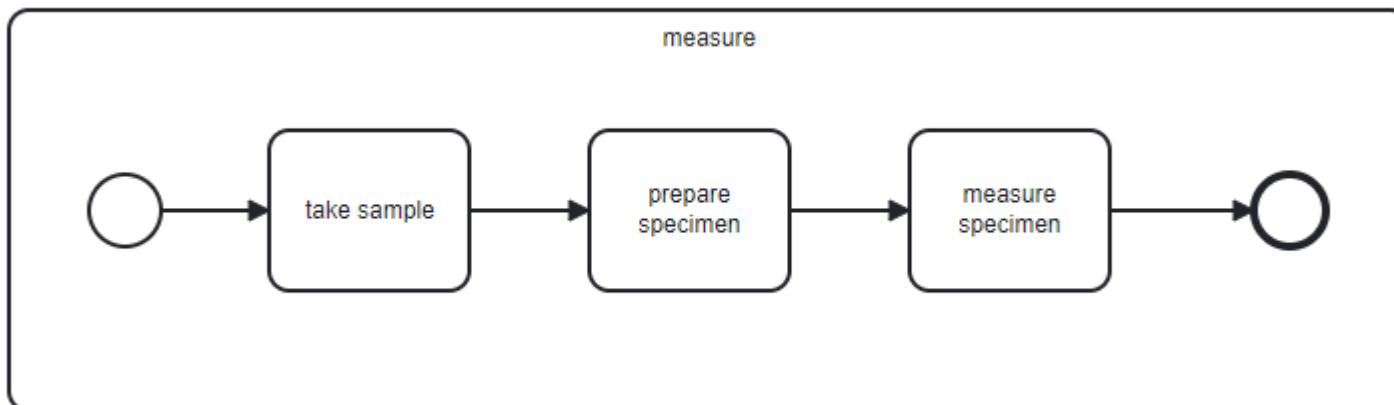 measure
take sample
prepare
specimen
measure
specimen